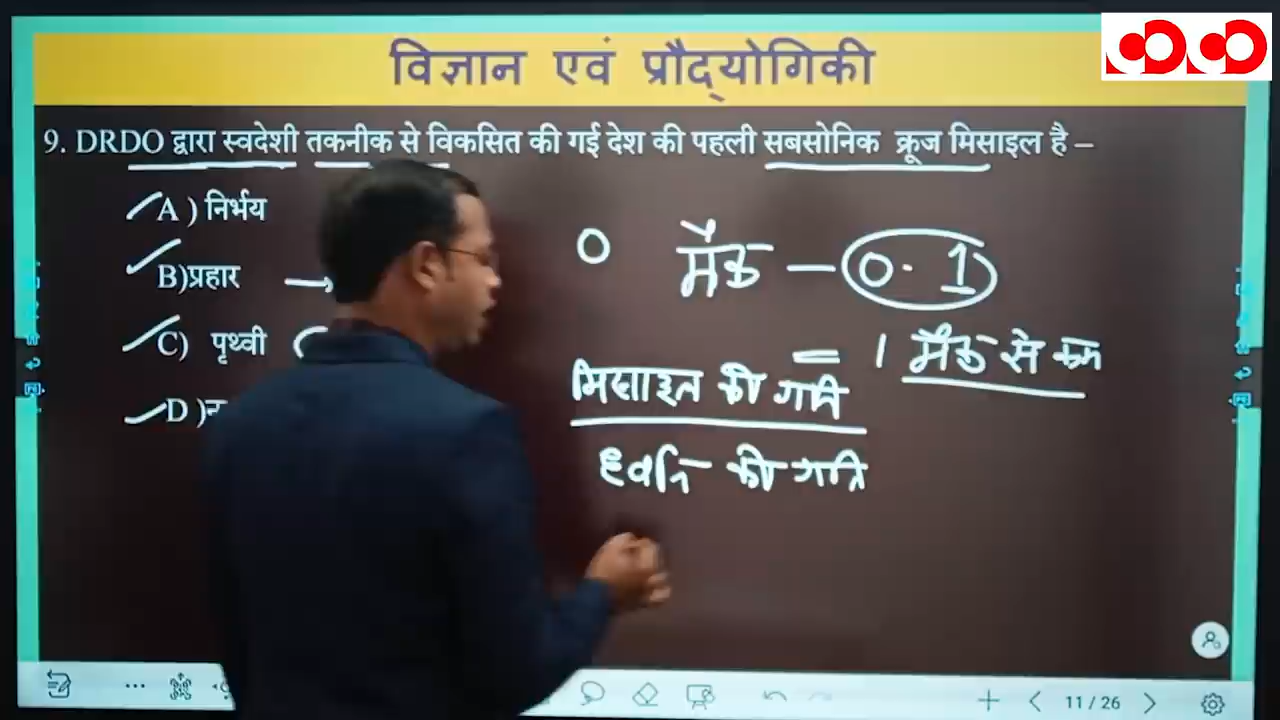 विज्ञान एवं प्रौद्योगिकी
9. DRDO द्वारा स्वदेशी तकनीक से विकसित की गई देश की पहली सबसोनिक क्रूज मिसाइल है –
A ) निर्भय
B)प्रहार
C) पृथ्वी
D )
0 मैक – 0. 1
= 1 मैक से कम
मिसाइल की गति
ध्वनि की गति
11 / 26